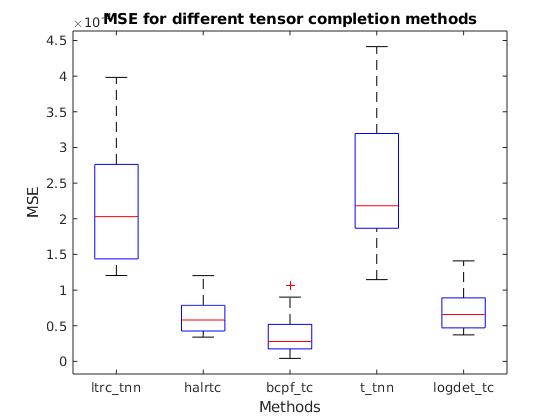 MSE for different tensor completion methods
×10
4.5
4
3.5
3
2.5
2
1.5
1
0.5
0
MSE
ltrc_tnn halrtc bcpf_tc t_tnn logdet_tc
Methods